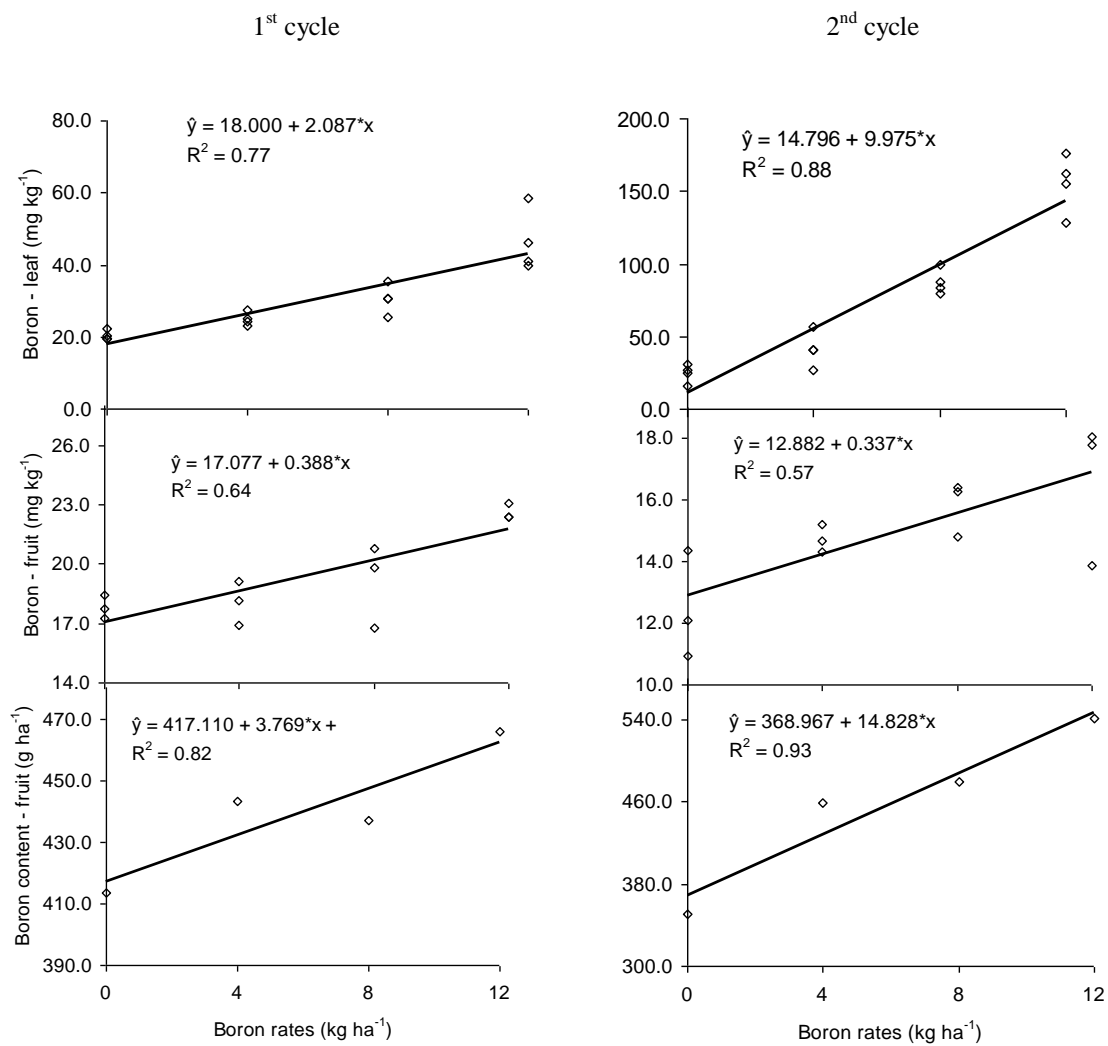 1st cycle
2nd cycle
Boron - leaf (mg kg-1)
80.0
60.0
40.0
20.0
0.0
ŷ = 18.000 + 2.087*x
R2 = 0.77
200.0
150.0
100.0
50.0
0.0
ŷ = 14.796 + 9.975*x
R2 = 0.88
Boron - fruit (mg kg-1)
26.0
23.0
20.0
17.0
14.0
ŷ = 17.077 + 0.388*x
R2 = 0.64
18.0
16.0
14.0
12.0
10.0
ŷ = 12.882 + 0.337*x
R2 = 0.57
Boron content - fruit (g ha-1)
470.0
450.0
430.0
410.0
390.0
ŷ = 417.110 + 3.769*x +
R2 = 0.82
0 4 8 12
Boron rates (kg ha-1)
540.0
460.0
380.0
300.0
ŷ = 368.967 + 14.828*x
R2 = 0.93
0 4 8 12
Boron rates (kg ha-1)